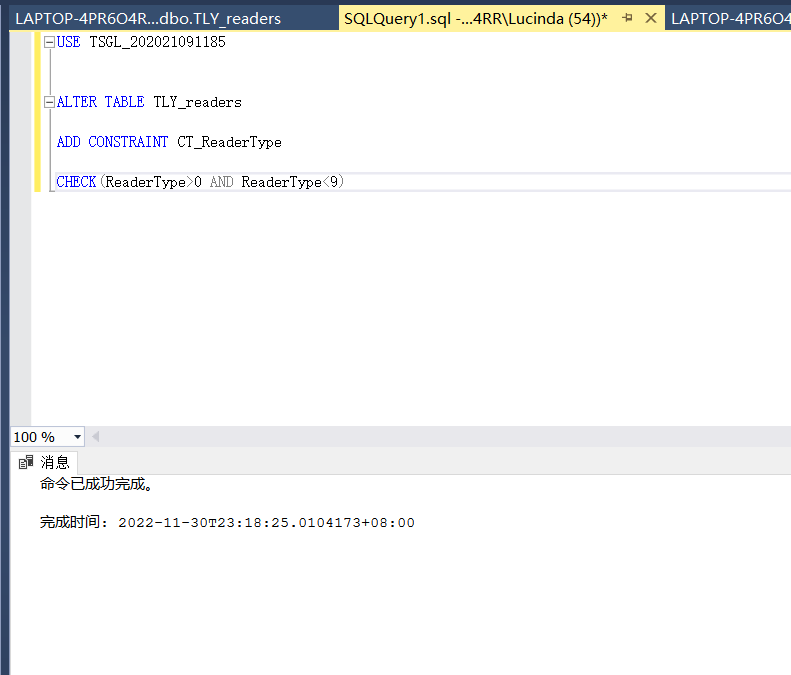 LAPTOP-4PR6O4R...dbo.TLY_readers
SQLQuery1.sql -...4RR\Lucinda (54))*
LAPTOP-4PR6O4
USE TSGL_202021091185
ALTER TABLE TLY_readers
ADD CONSTRAINT CT_ReaderType
CHECK(ReaderType>0 AND ReaderType<9)
100 %
消息
命令已成功完成。
完成时间: 2022-11-30T23:18:25.0104173+08:00